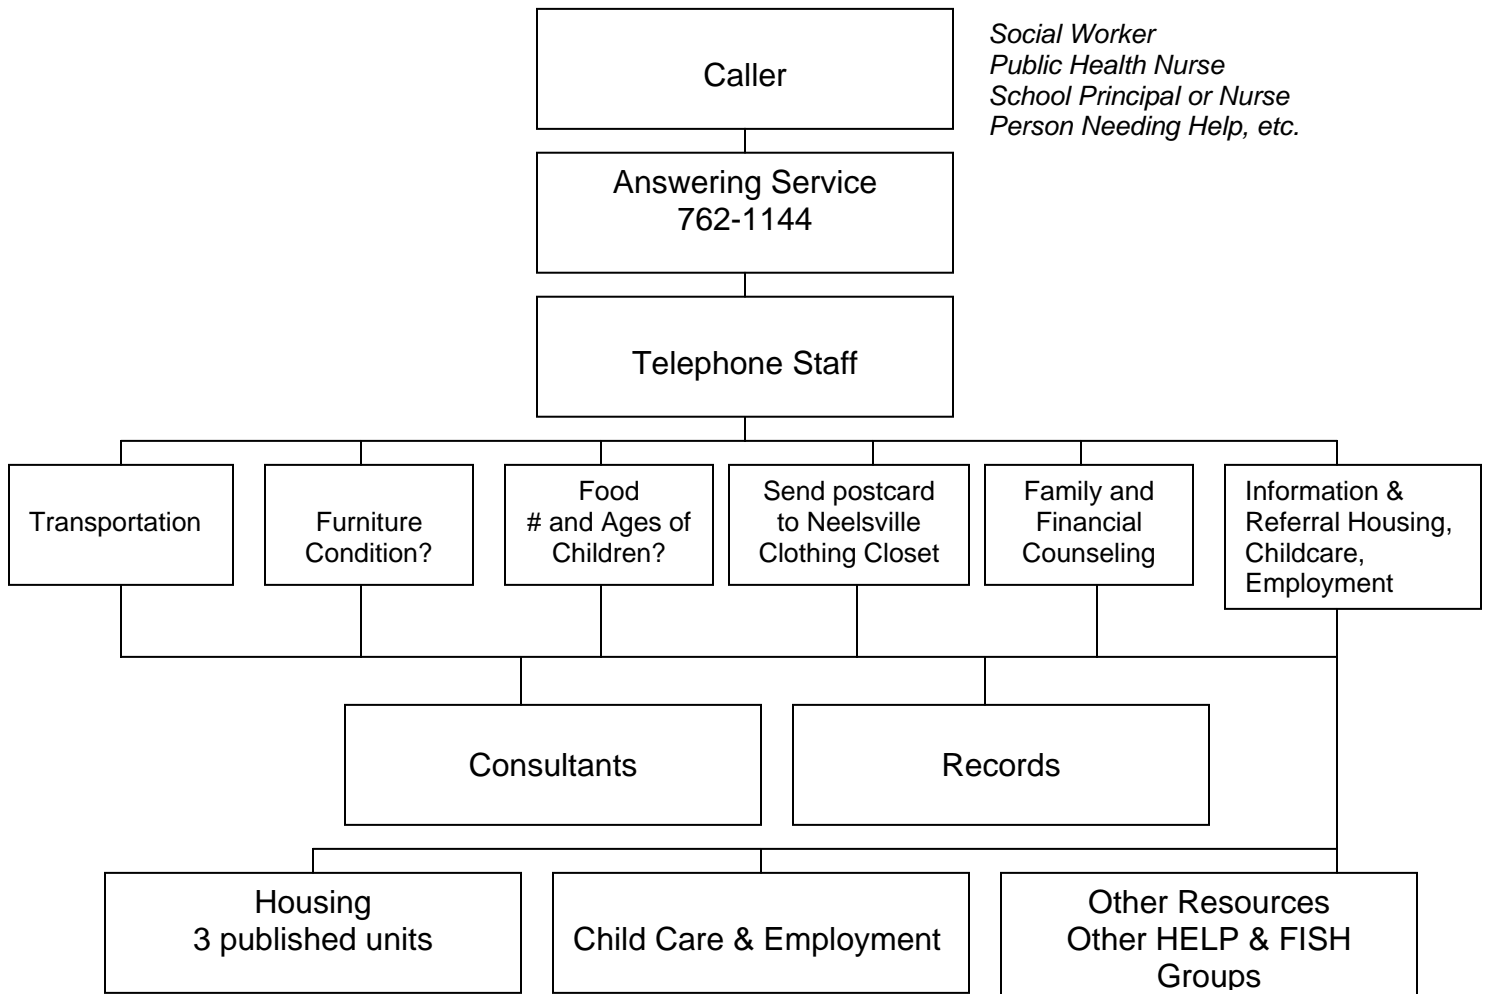 Caller
Social Worker
Public Health Nurse
School Principal or Nurse
Person Needing Help, etc.
Answering Service
762-1144
Telephone Staff
Transportation
Furniture
Condition?
Food
# and Ages of
Children?
Send postcard
to Neelsville
Clothing Closet
Family and
Financial
Counseling
Information &
Referral Housing,
Childcare,
Employment
Consultants
Records
Housing
3 published units
Child Care & Employment
Other Resources
Other HELP & FISH
Groups